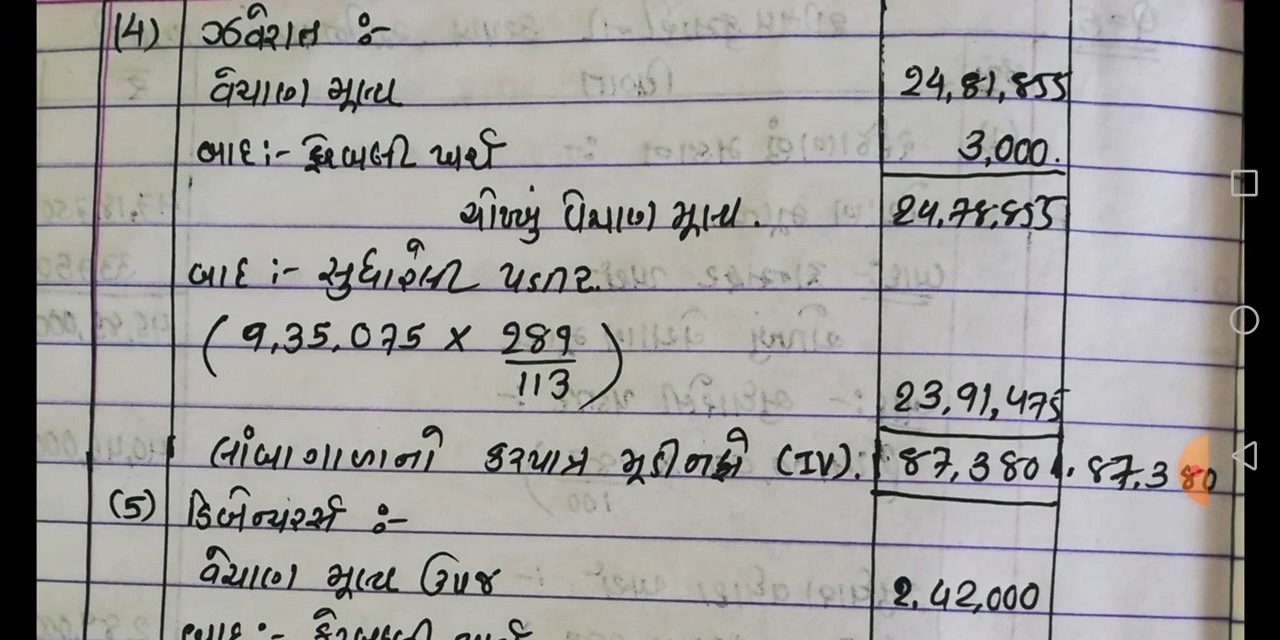 (4) ઝવેરાત :-
વેચાણ મૂલ્ય 24,81,855
બાદ :- ફેરબદલી ખર્ચ 3,000.
ચોખ્ખું વેચાણ મૂલ્ય. 24,78,855
બાદ :- સુધારેલી પડતર.
(9,35,075 × 289/113) 23,91,475
લાંબાગાળાનો કરપાત્ર મૂડીનફો (IV). 87,380 87,380
(5) ડિબેન્ચર્સ :-
વેચાણ મૂલ્ય ઉપજ 2,42,000
બાદ :-